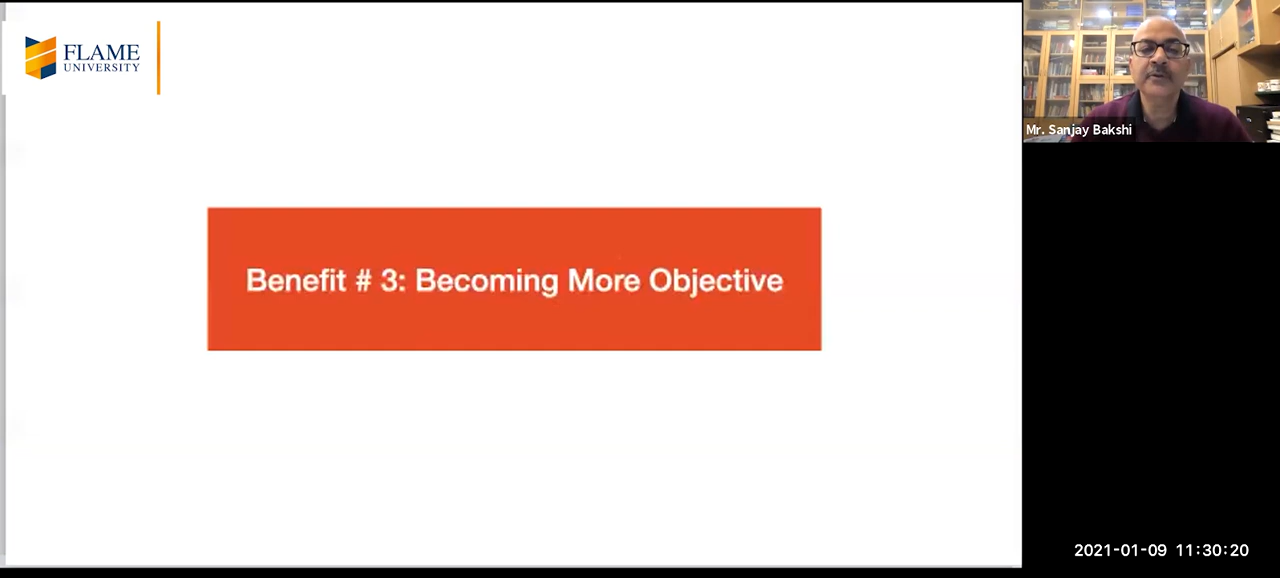 FLAME
UNIVERSITY
Benefit # 3: Becoming More Objective
Mr. Sanjay Bakshi
2021-01-09 11:30:20